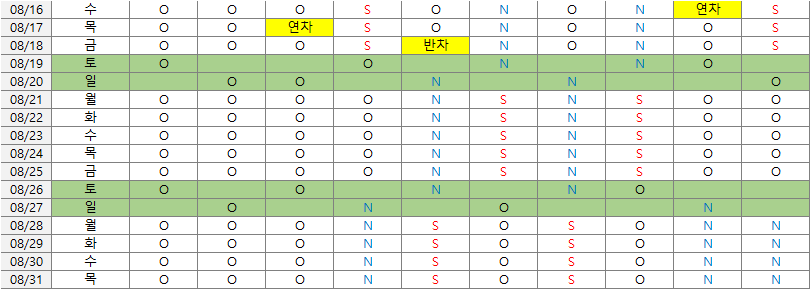 08/16 수 O O O S O N O N 연차 S
08/17 목 O O 연차 S O N O N O S
08/18 금 O O O S 반차 N O N O S
08/19 토 O O N N O
08/20 일 O O N N O
08/21 월 O O O O N S N S O O
08/22 화 O O O O N S N S O O
08/23 수 O O O O N S N S O O
08/24 목 O O O O N S N S O O
08/25 금 O O O O N S N S O O
08/26 토 O O N N O
08/27 일 O N O N
08/28 월 O O O N S O S O N N
08/29 화 O O O N S O S O N N
08/30 수 O O O N S O S O N N
08/31 목 O O O N S O S O N N